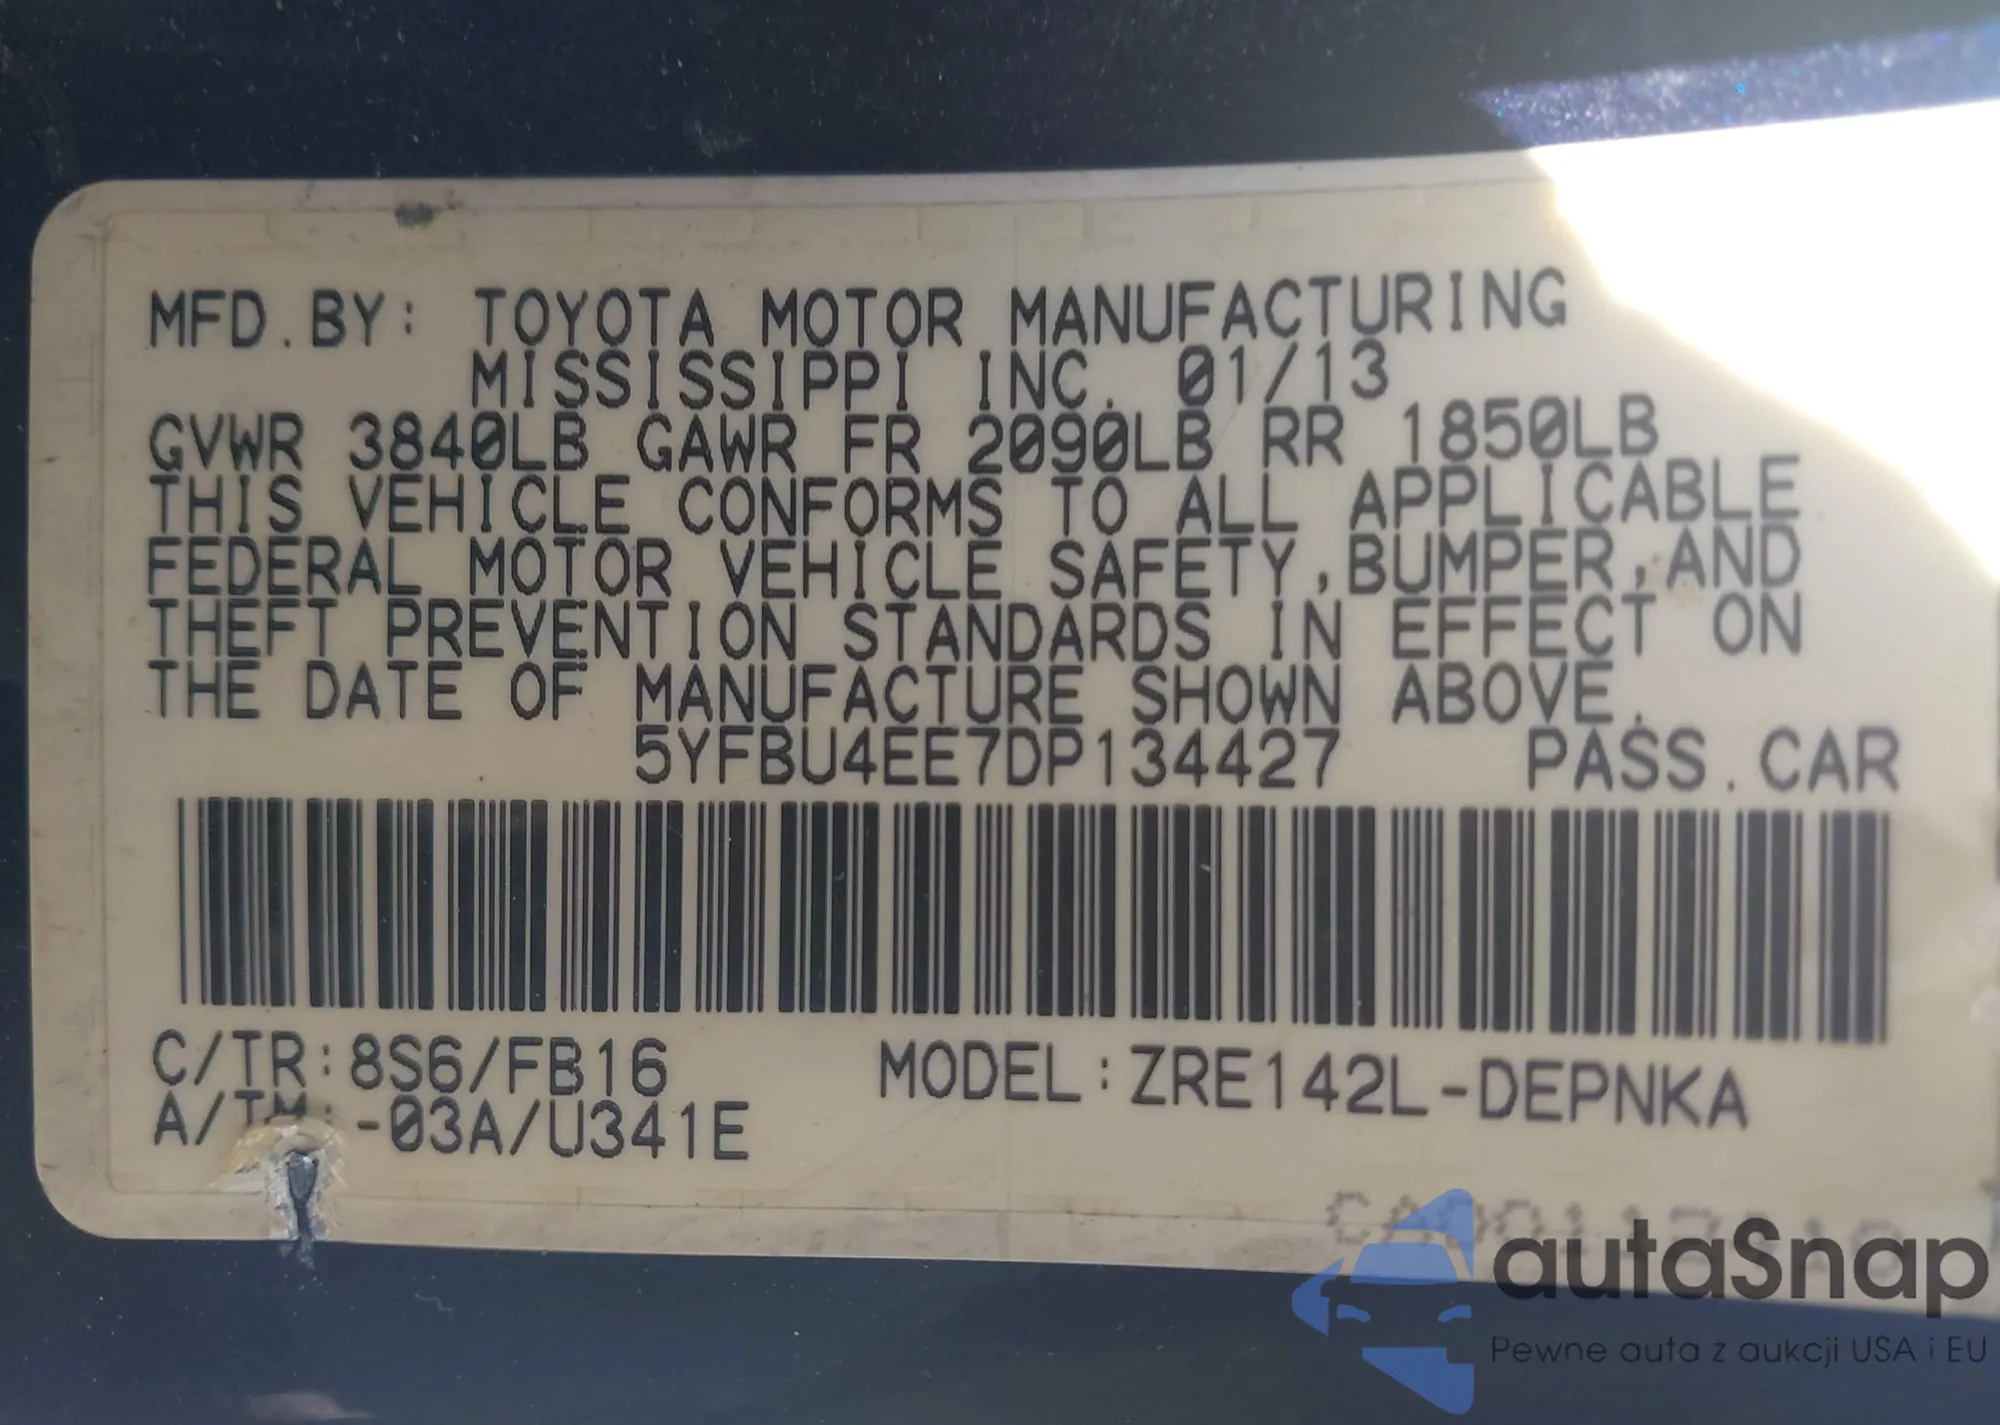 MFD.BY: TOYOTA MOTOR MANUFACTURING
MISSISSIPPI INC. 01/13
GVWR 3840LB GAWR FR 2090LB RR 1850LB
THIS VEHICLE CONFORMS TO ALL APPLICABLE
FEDERAL MOTOR VEHICLE SAFETY,BUMPER,AND
THEFT PREVENTION STANDARDS IN EFFECT ON
THE DATE OF MANUFACTURE SHOWN ABOVE.
5YFBU4EE7DP134427 PASS.CAR
C/TR:8S6/FB16 MODEL:ZRE142L-DEPNKA
A/TM:-03A/U341E
autaSnap
Pewne auta z aukcji USA i EU